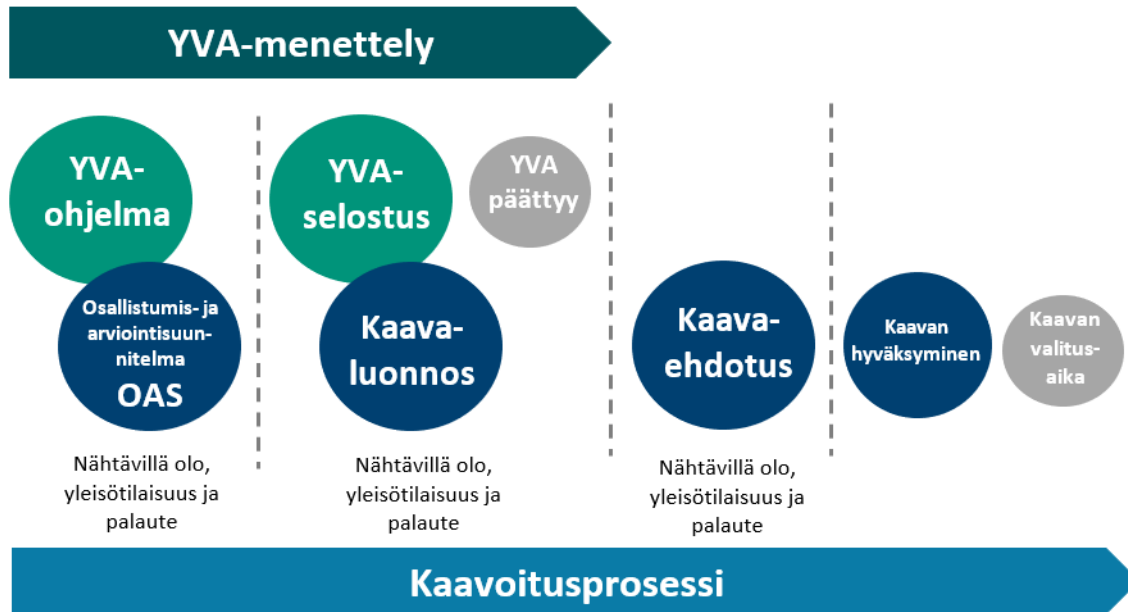 YVA-menettely
YVA-
ohjelma
Osallistumis- ja
arviointisuun-
nitelma
OAS
Nähtävillä olo,
yleisötilaisuus ja
palaute
YVA-
selostus
YVA
päättyy
Kaava-
luonnos
Nähtävillä olo,
yleisötilaisuus ja
palaute
Kaava-
ehdotus
Nähtävillä olo,
yleisötilaisuus ja
palaute
Kaavan
hyväksyminen
Kaavan
valitus-
aika
Kaavoitusprosessi